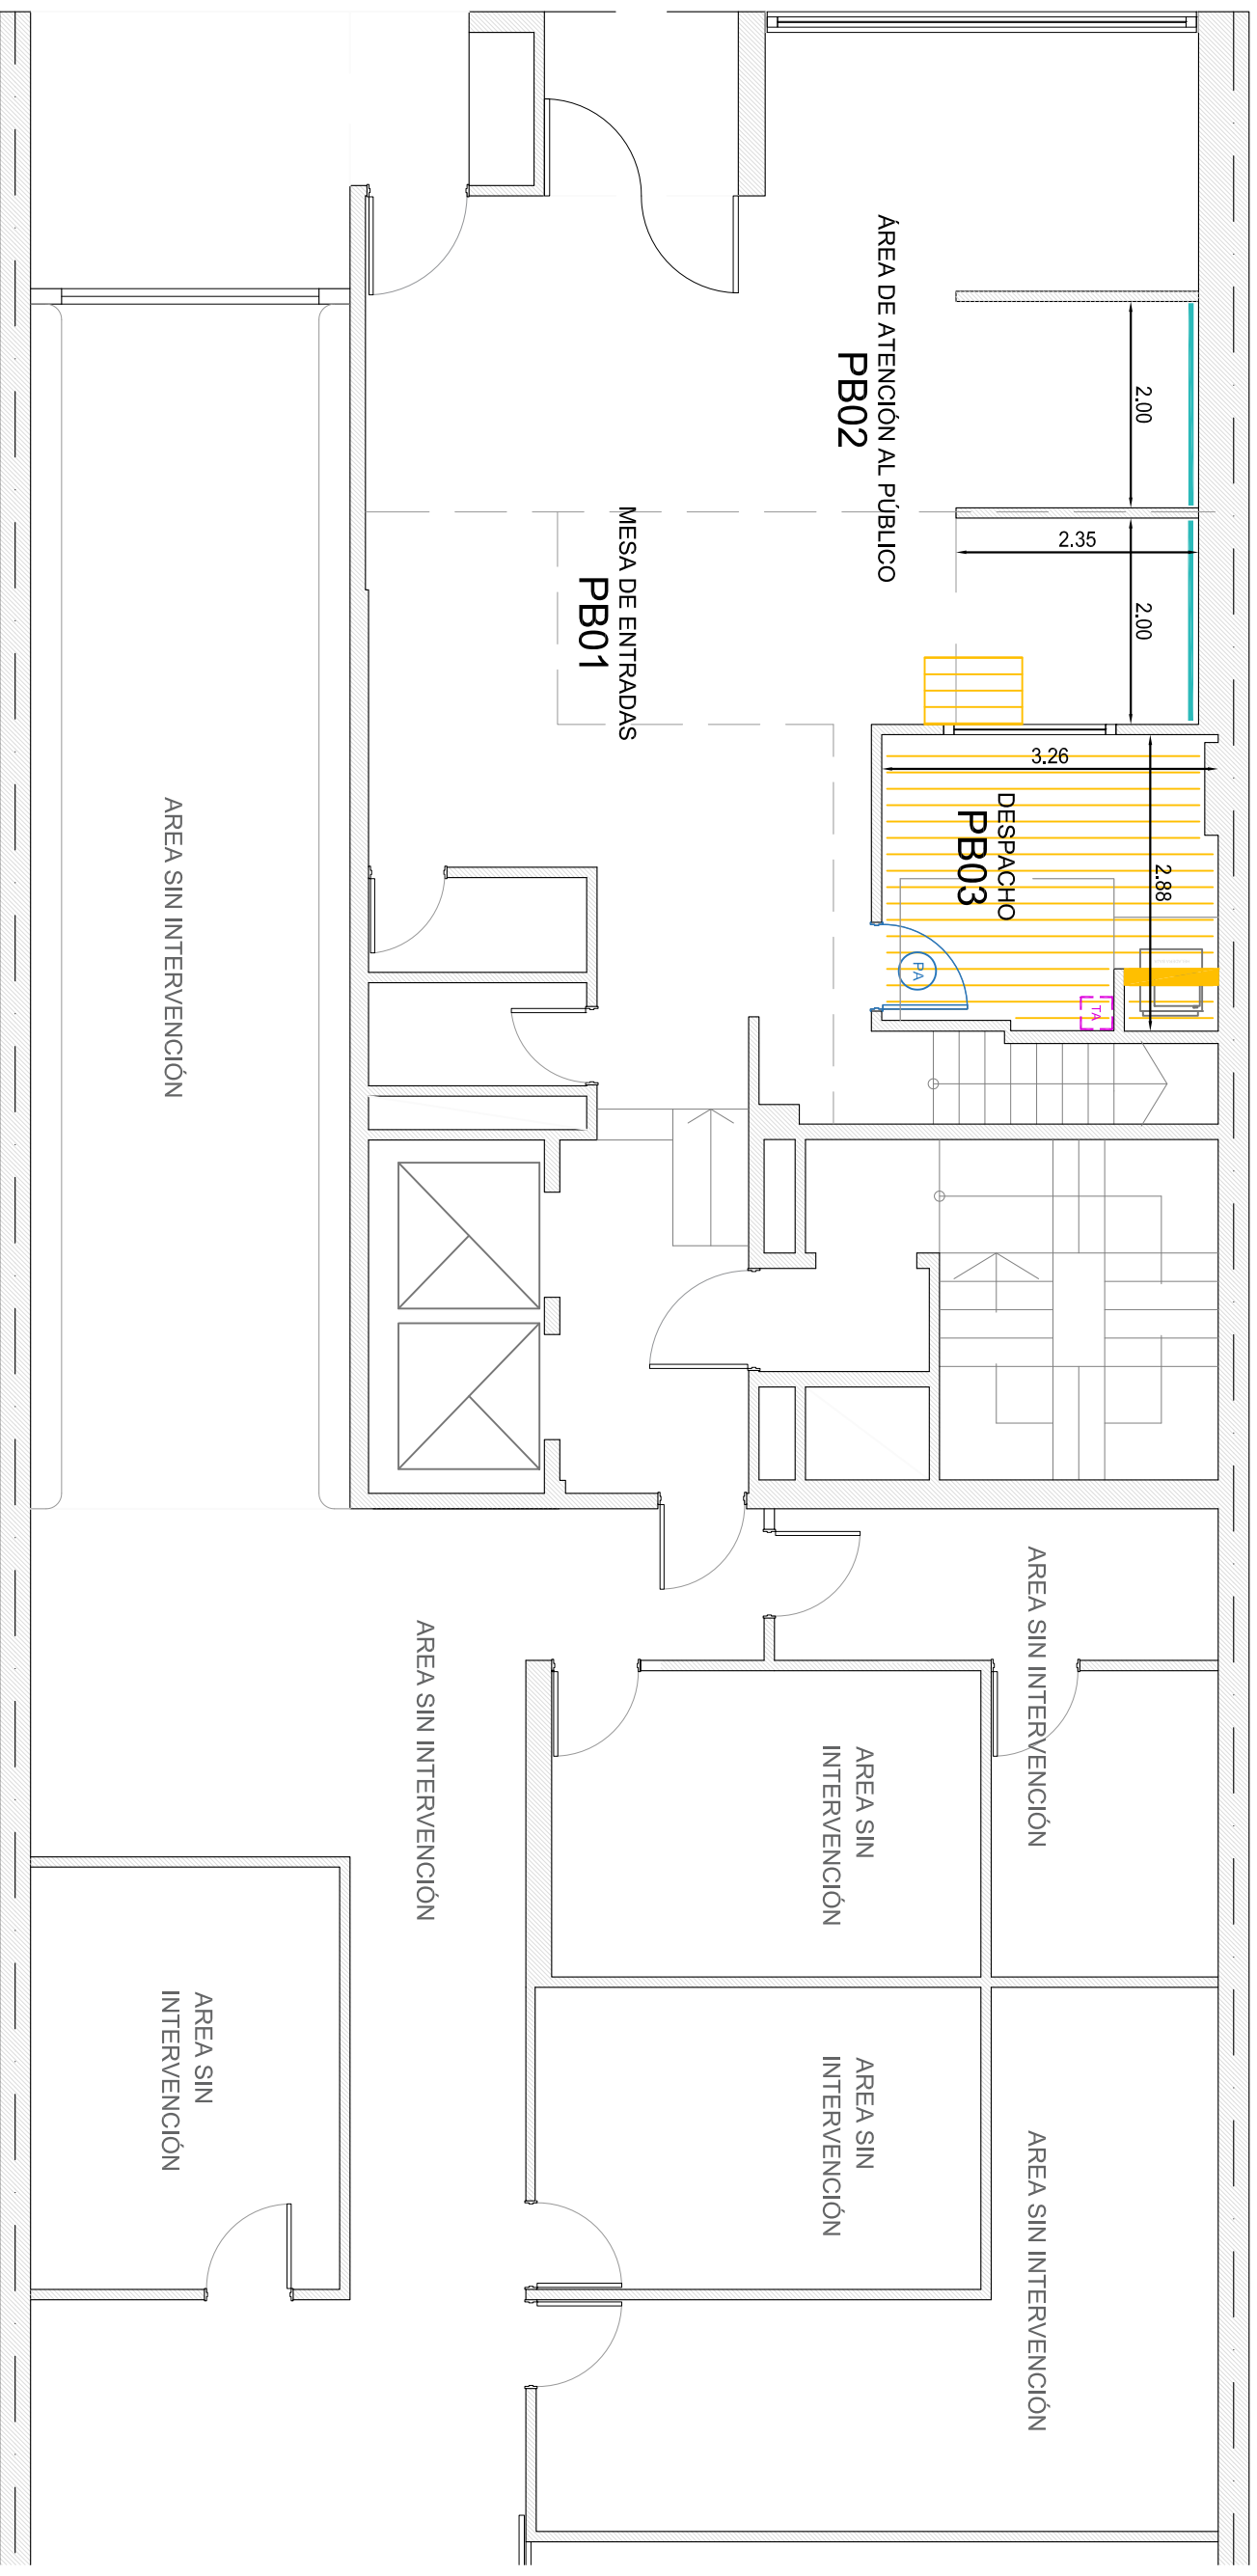 ÁREA DE ATENCIÓN AL PÚBLICO
PB02
2.00
2.35
2.00
MESA DE ENTRADAS
PB01
3.26
2.88
DESPACHO
PB03
PA
TA
AREA SIN INTERVENCIÓN
AREA SIN INTERVENCIÓN
AREA SIN INTERVENCIÓN
AREA SIN
INTERVENCIÓN
AREA SIN
INTERVENCIÓN
AREA SIN
INTERVENCIÓN
AREA SIN INTERVENCIÓN